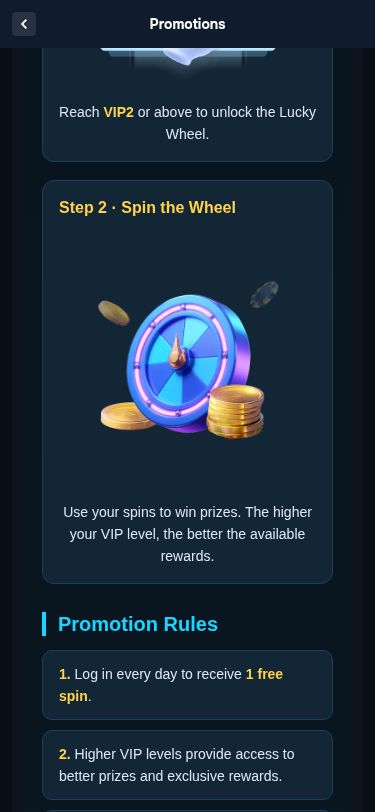 Promotions
Reach VIP2 or above to unlock the Lucky
Wheel.
Step 2 · Spin the Wheel
Use your spins to win prizes. The higher
your VIP level, the better the available
rewards.
Promotion Rules
1. Log in every day to receive 1 free
spin.
2. Higher VIP levels provide access to
better prizes and exclusive rewards.